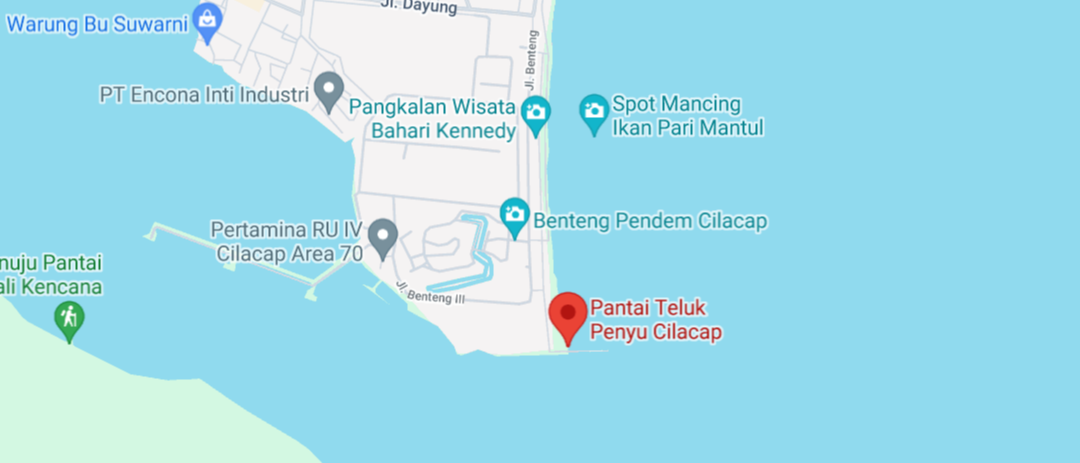 Jl. Dayung
Warung Bu Suwarni
Jl. Benteng
PT Encona Inti Industri
Pangkalan Wisata
Bahari Kennedy
Spot Mancing
Ikan Pari Mantul
Benteng Pendem Cilacap
Pertamina RU IV
Cilacap Area 70
nuju Pantai
ali Kencana
Jl. Benteng III
Pantai Teluk
Penyu Cilacap